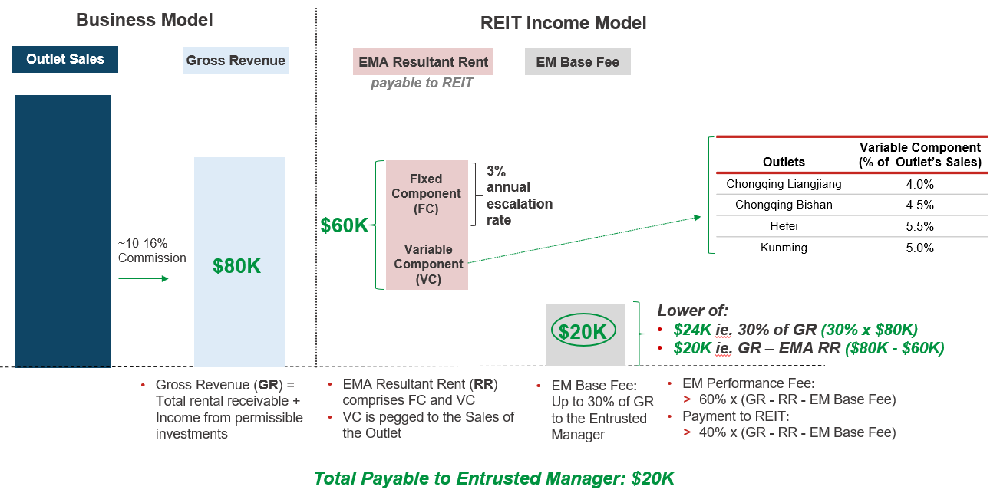 Business Model
REIT Income Model
Outlet Sales
Gross Revenue
EMA Resultant Rent
payable to REIT
EM Base Fee
~10-16%
Commission
$80K
$60K
Fixed
Component
(FC)
Variable
Component
(VC)
3%
annual
escalation
rate
Outlets
Variable Component
(% of Outlet's Sales)
Chongqing Liangjiang 4.0%
Chongqing Bishan 4.5%
Hefei 5.5%
Kunming 5.0%
$20K
Lower of:
• $24K ie. 30% of GR (30% x $80K)
• $20K ie. GR – EMA RR ($80K - $60K)
• Gross Revenue (GR) =
Total rental receivable +
Income from permissible
investments
• EMA Resultant Rent (RR)
comprises FC and VC
• VC is pegged to the Sales of
the Outlet
• EM Base Fee:
Up to 30% of GR
to the Entrusted
Manager
• EM Performance Fee:
> 60% x (GR - RR - EM Base Fee)
• Payment to REIT:
> 40% x (GR - RR - EM Base Fee)
Total Payable to Entrusted Manager: $20K